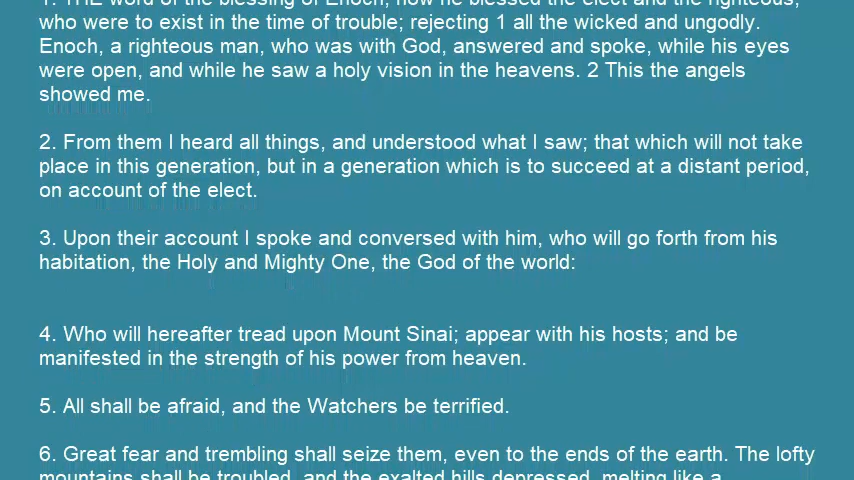 1. THE word of the blessing of Enoch, how he blessed the elect and the righteous,
who were to exist in the time of trouble; rejecting 1 all the wicked and ungodly.
Enoch, a righteous man, who was with God, answered and spoke, while his eyes
were open, and while he saw a holy vision in the heavens. 2 This the angels
showed me.
2. From them I heard all things, and understood what I saw; that which will not take
place in this generation, but in a generation which is to succeed at a distant period,
on account of the elect.
3. Upon their account I spoke and conversed with him, who will go forth from his
habitation, the Holy and Mighty One, the God of the world:
4. Who will hereafter tread upon Mount Sinai; appear with his hosts; and be
manifested in the strength of his power from heaven.
5. All shall be afraid, and the Watchers be terrified.
6. Great fear and trembling shall seize them, even to the ends of the earth. The lofty
mountains shall be troubled, and the exalted hills depressed, melting like a